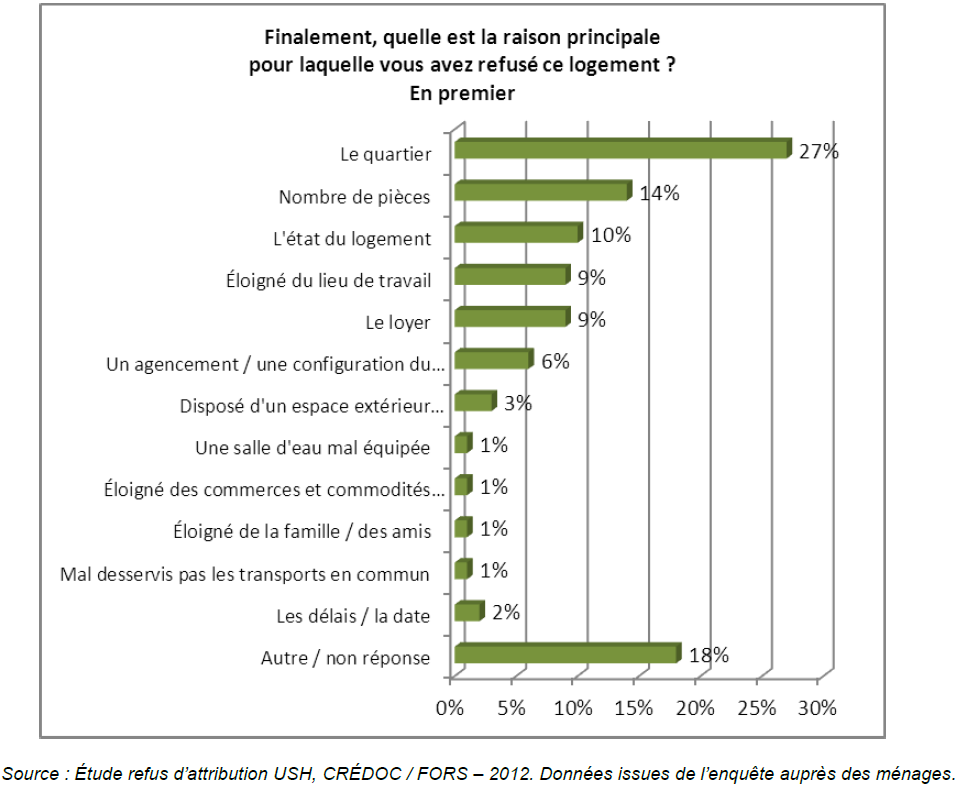 Finalement, quelle est la raison principale
pour laquelle vous avez refusé ce logement ?
En premier
Le quartier 27%
Nombre de pièces 14%
L'état du logement 10%
Éloigné du lieu de travail 9%
Le loyer 9%
Un agencement / une configuration du... 6%
Disposé d'un espace extérieur... 3%
Une salle d'eau mal équipée 1%
Éloigné des commerces et commodités... 1%
Éloigné de la famille / des amis 1%
Mal desservis pas les transports en commun 1%
Les délais / la date 2%
Autre / non réponse 18%
0% 5% 10% 15% 20% 25% 30%
Source : Étude refus d'attribution USH, CRÉDOC / FORS – 2012. Données issues de l'enquête auprès des ménages.